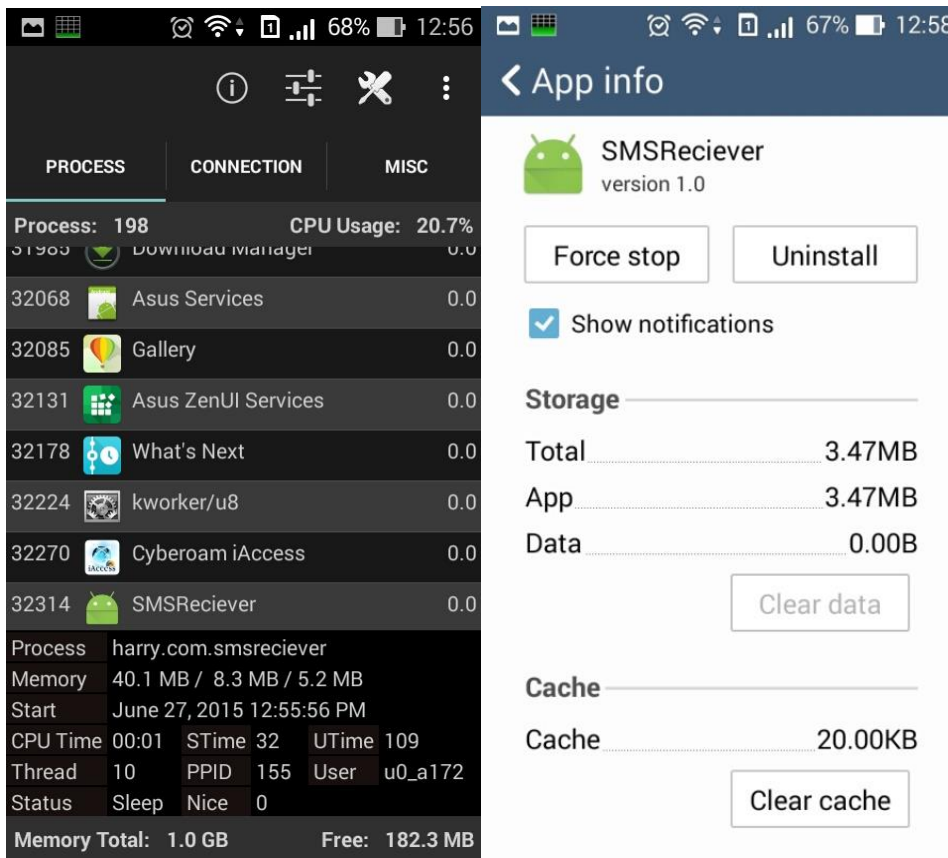 68% 12:56
PROCESS CONNECTION MISC
Process: 198 CPU Usage: 20.7%
31985 Download Manager 0.0
32068 Asus Services 0.0
32085 Gallery 0.0
32131 Asus ZenUI Services 0.0
32178 What's Next 0.0
32224 kworker/u8 0.0
32270 Cyberoam iAccess 0.0
32314 SMSReciever 0.0
Process harry.com.smsreciever
Memory 40.1 MB / 8.3 MB / 5.2 MB
Start June 27, 2015 12:55:56 PM
CPU Time 00:01 STime 32 UTime 109
Thread 10 PPID 155 User u0_a172
Status Sleep Nice 0
Memory Total: 1.0 GB Free: 182.3 MB
67% 12:58
App info
SMSReciever
version 1.0
Force stop Uninstall
Show notifications
Storage
Total 3.47MB
App 3.47MB
Data 0.00B
Clear data
Cache
Cache 20.00KB
Clear cache